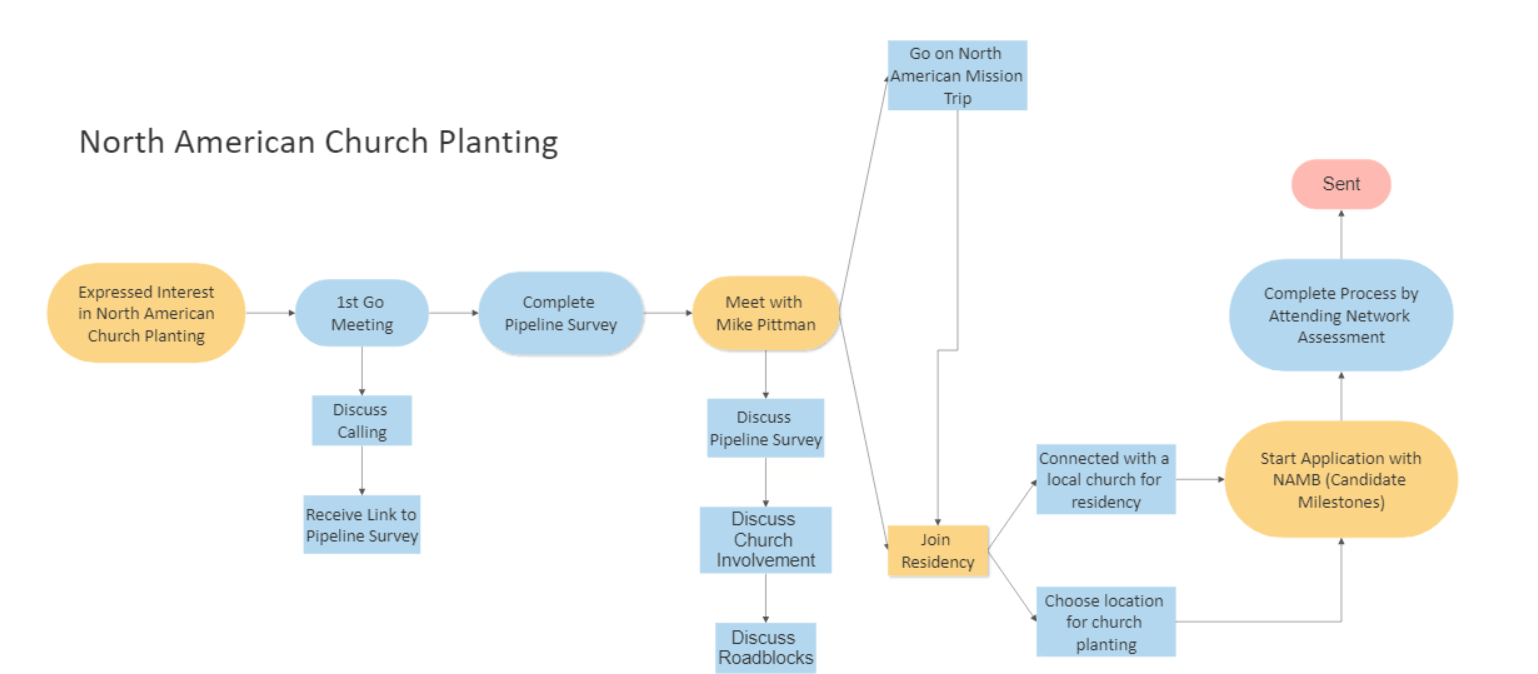 North American Church Planting
Expressed Interest
in North American
Church Planting
1st Go
Meeting
Discuss
Calling
Receive Link to
Pipeline Survey
Complete
Pipeline Survey
Meet with
Mike Pittman
Discuss
Pipeline Survey
Discuss
Church
Involvement
Discuss
Roadblocks
Go on North
American Mission
Trip
Join
Residency
Connected with a
local church for
residency
Choose location
for church
planting
Start Application with
NAMB (Candidate
Milestones)
Complete Process by
Attending Network
Assessment
Sent